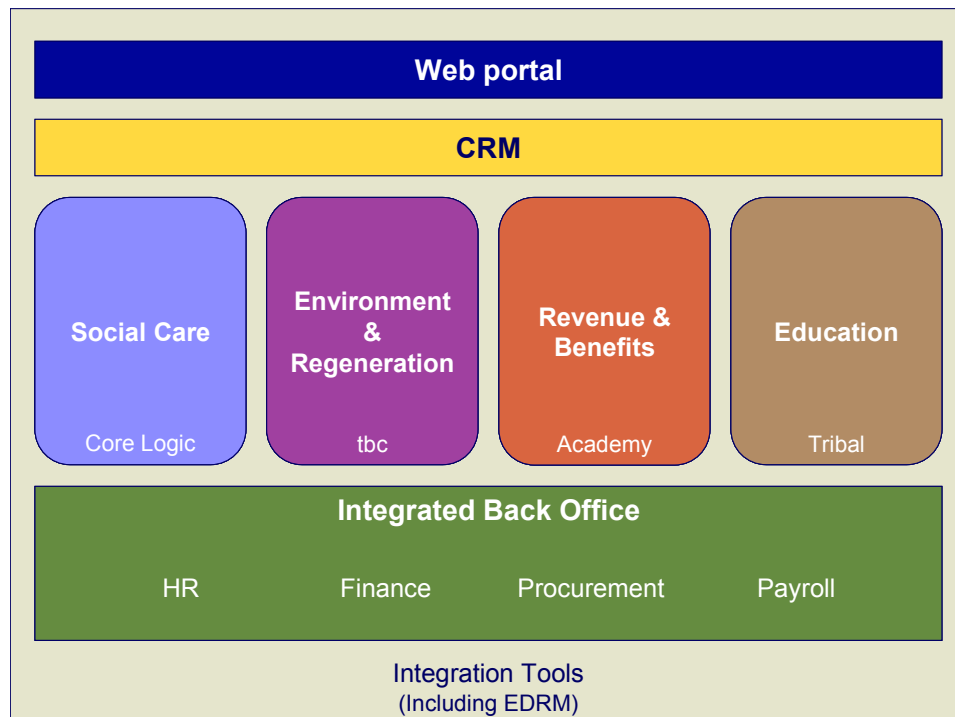 Web portal
CRM
Social Care
Core Logic
Environment
&
Regeneration
tbc
Revenue &
Benefits
Academy
Education
Tribal
Integrated Back Office
HR Finance Procurement Payroll
Integration Tools
(Including EDRM)